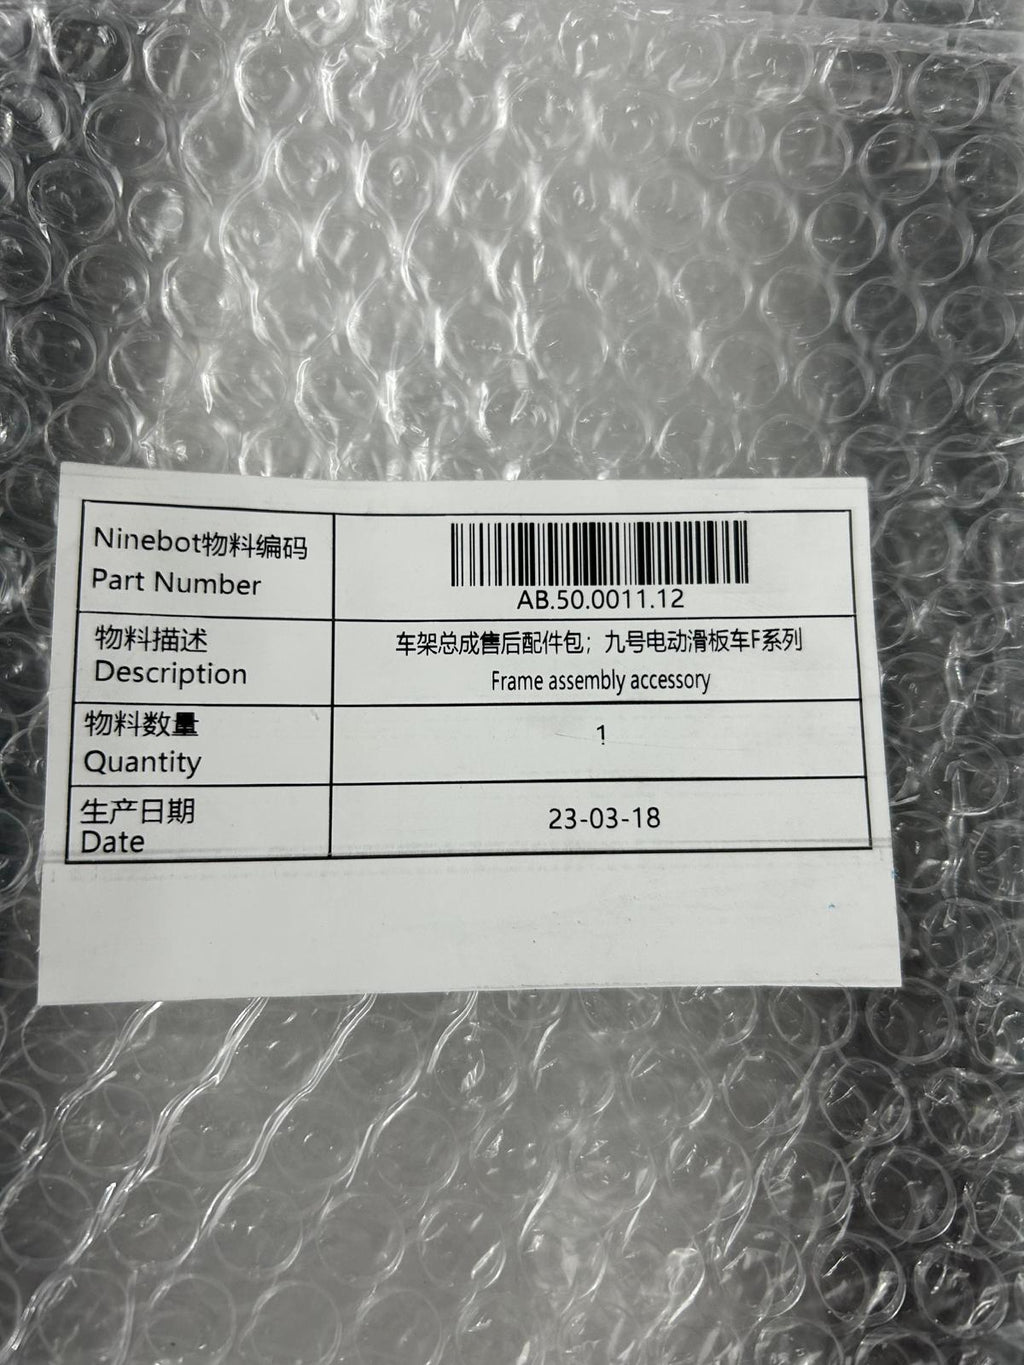 Ninebot物料编码
Part Number
AB.50.0011.12
物料描述
Description
车架总成售后配件包；九号电动滑板车F系列
Frame assembly accessory
物料数量
Quantity
1
生产日期
Date
23-03-18